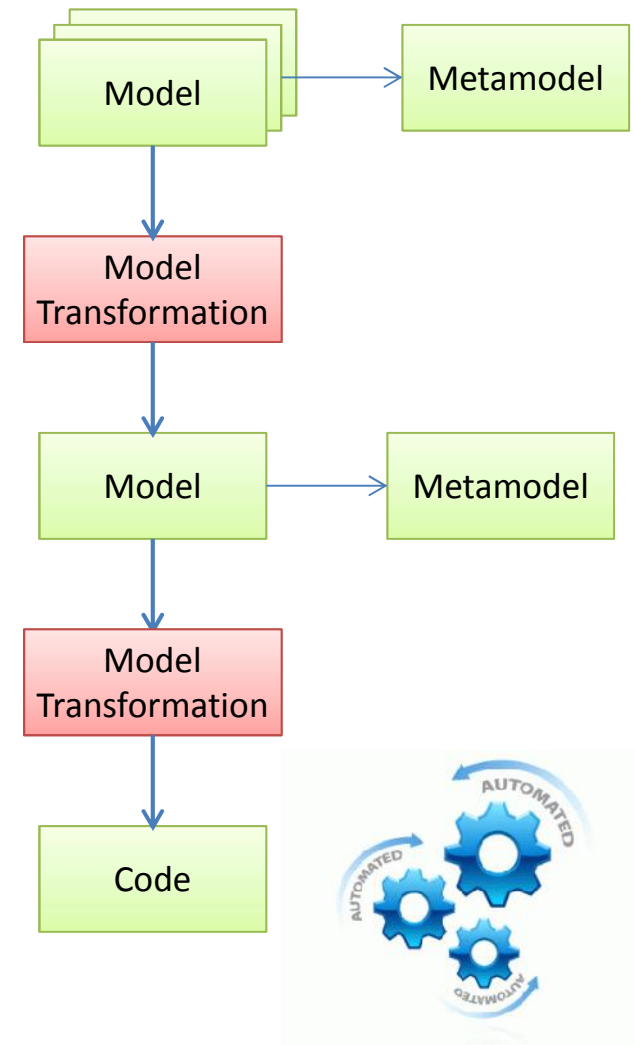 Model
Metamodel
Model
Transformation
Model
Metamodel
Model
Transformation
Code
AUTOMATED
AUTOMATED
AUTOMATED